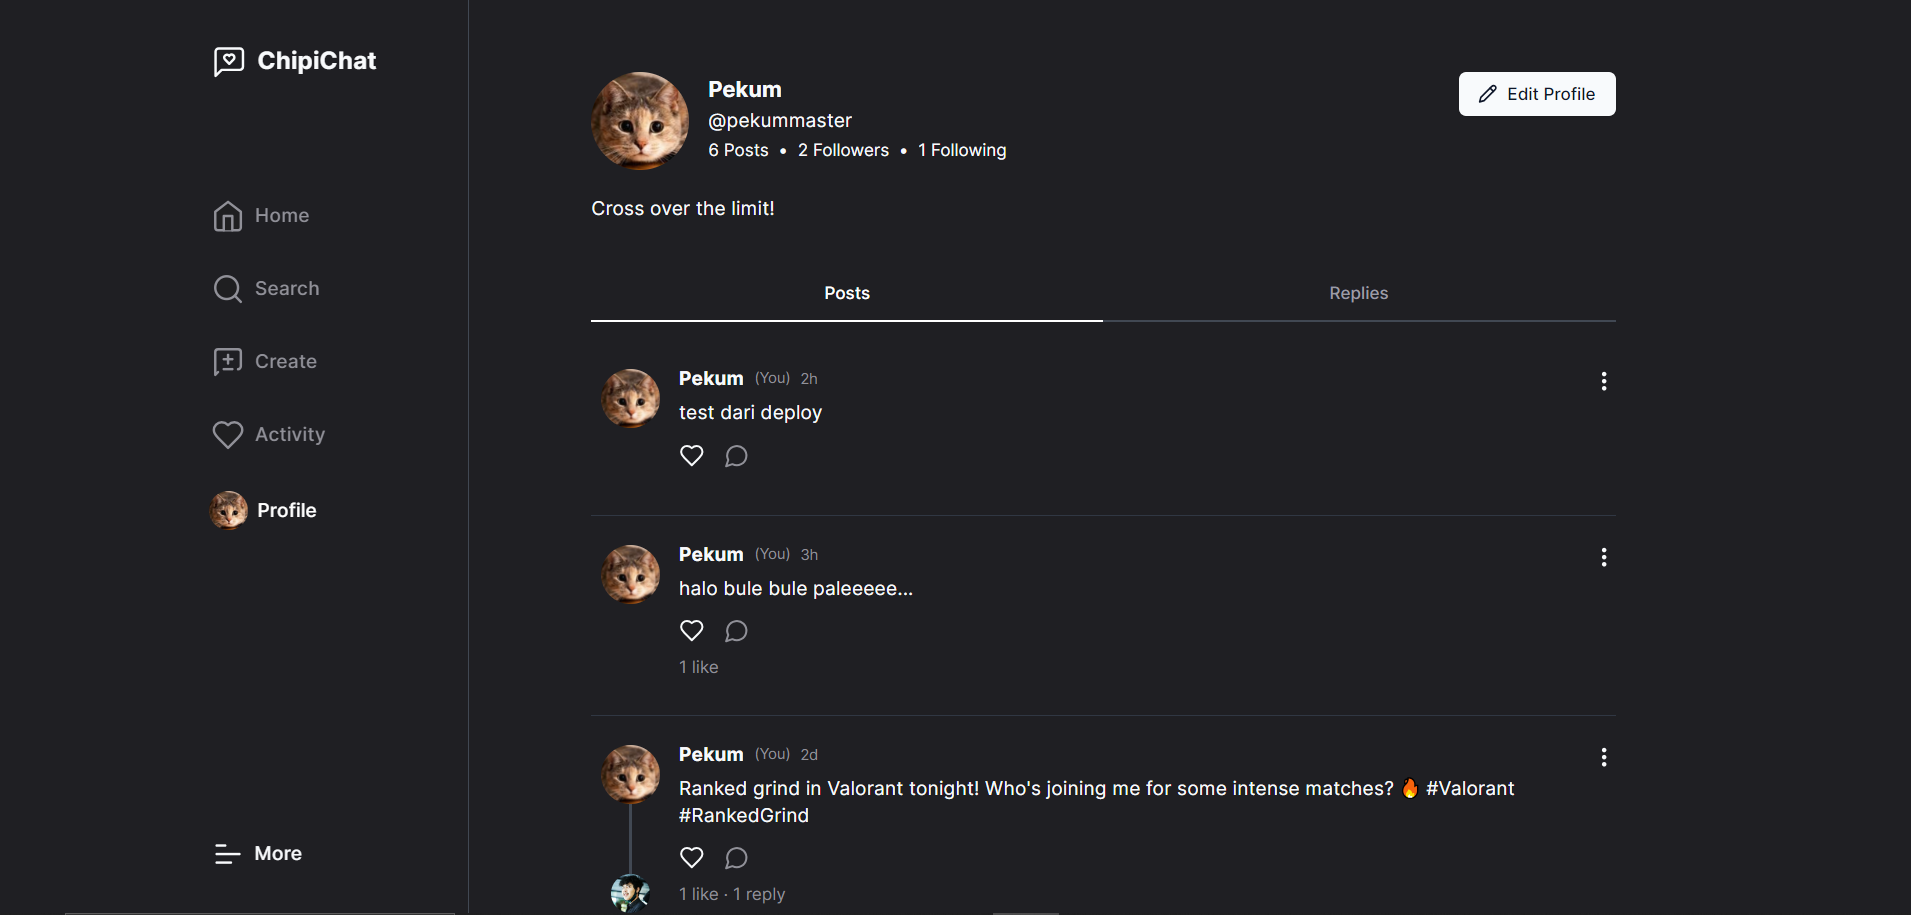 ChipiChat
Home
Search
Create
Activity
Profile
More
Pekum
@pekummaster
6 Posts • 2 Followers • 1 Following
Edit Profile
Cross over the limit!
Posts
Replies
Pekum (You) 2h
test dari deploy
Pekum (You) 3h
halo bule bule paleeeee...
1 like
Pekum (You) 2d
Ranked grind in Valorant tonight! Who's joining me for some intense matches? 🔥 #Valorant
#RankedGrind
1 like · 1 reply